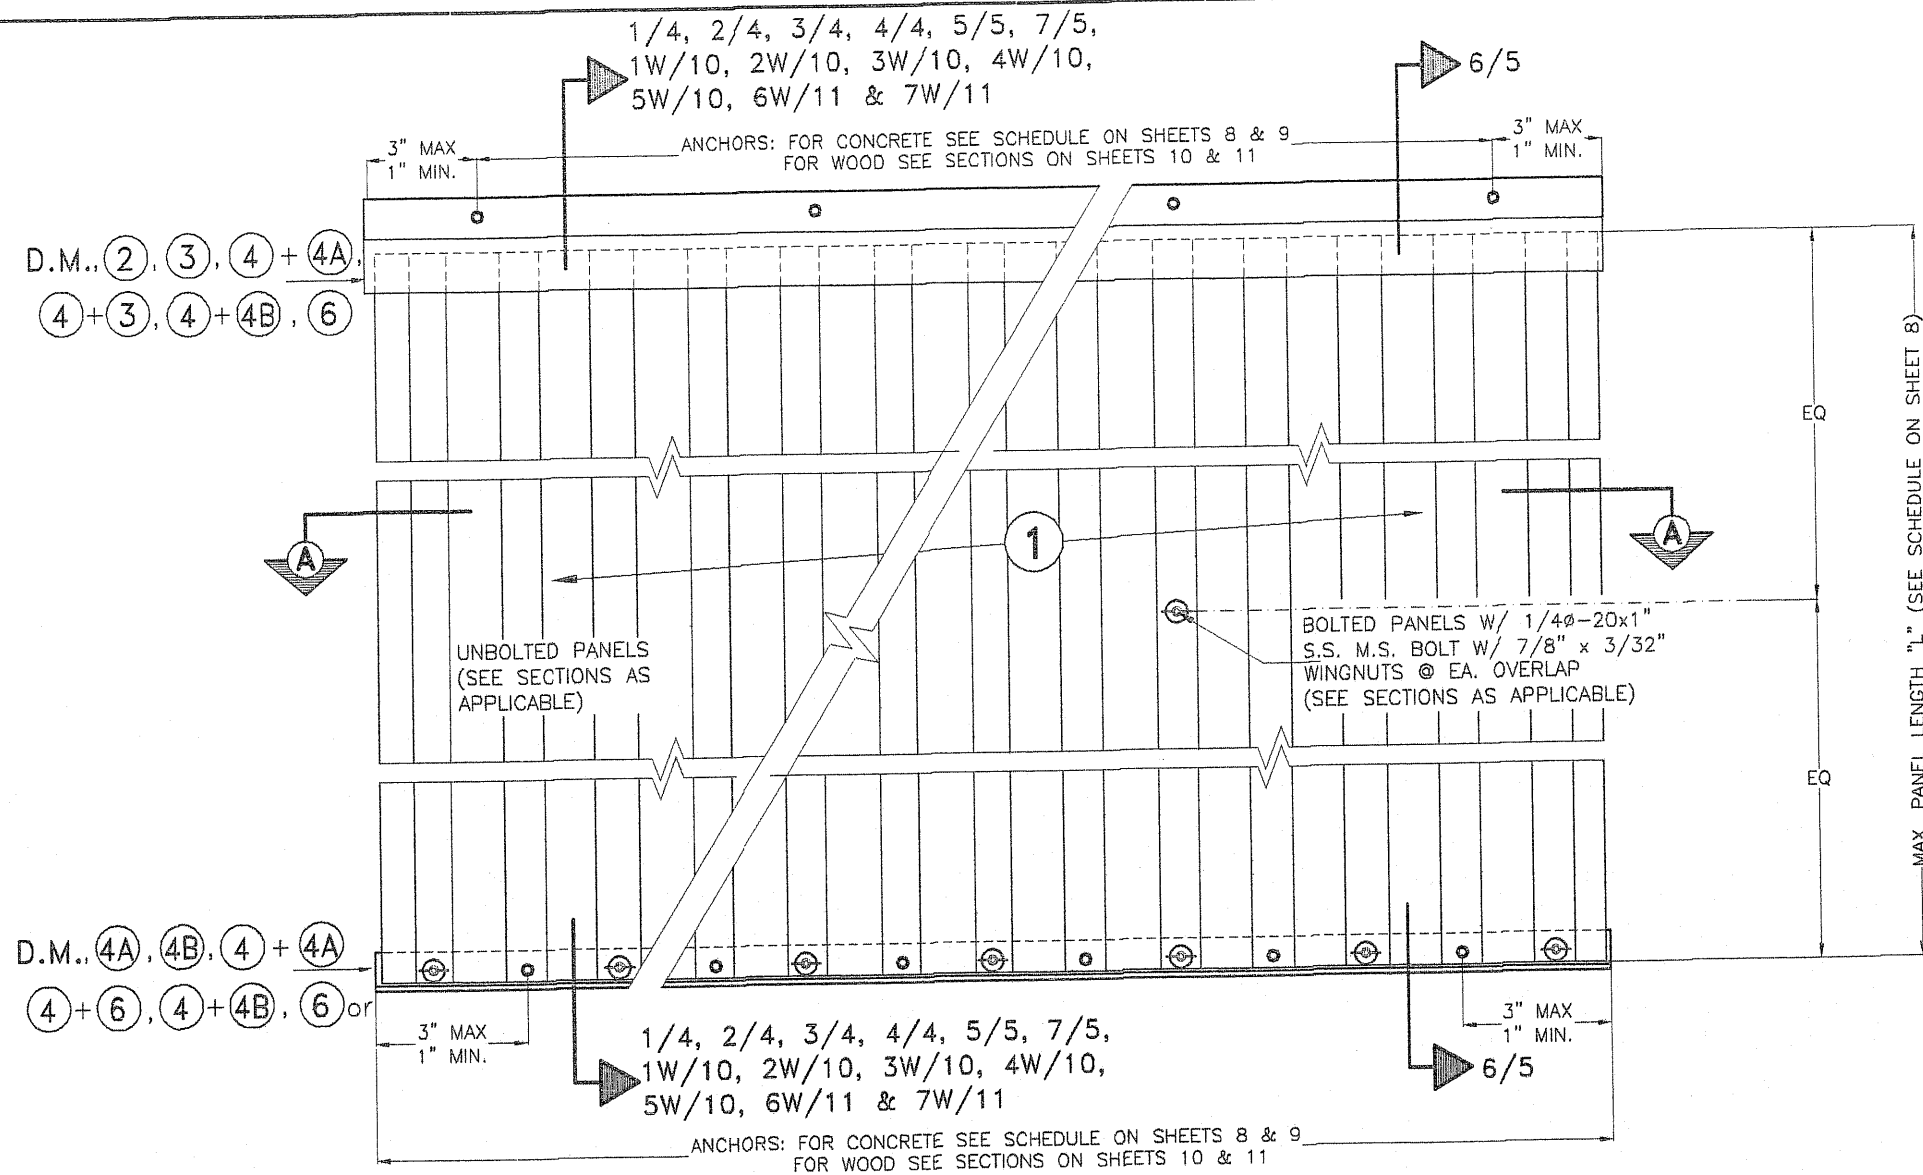 1/4, 2/4, 3/4, 4/4, 5/5, 7/5,
1W/10, 2W/10, 3W/10, 4W/10,
5W/10, 6W/11 & 7W/11
6/5
3" MAX
1" MIN.
ANCHORS: FOR CONCRETE SEE SCHEDULE ON SHEETS 8 & 9
FOR WOOD SEE SECTIONS ON SHEETS 10 & 11
3" MAX
1" MIN.
D.M., 2, 3, 4 + 4A,
4 + 3, 4 + 4B, 6
EQ
MAX PANEL LENGTH "L" (SEE SCHEDULE ON SHEET 8)
A
1
A
UNBOLTED PANELS
(SEE SECTIONS AS
APPLICABLE)
BOLTED PANELS W/ 1/4ø-20x1"
S.S. M.S. BOLT W/ 7/8" x 3/32"
WINGNUTS @ EA. OVERLAP
(SEE SECTIONS AS APPLICABLE)
EQ
D.M., 4A, 4B, 4 + 4A
4 + 6, 4 + 4B, 6 or
3" MAX
1" MIN.
1/4, 2/4, 3/4, 4/4, 5/5, 7/5,
1W/10, 2W/10, 3W/10, 4W/10,
5W/10, 6W/11 & 7W/11
3" MAX
1" MIN.
6/5
ANCHORS: FOR CONCRETE SEE SCHEDULE ON SHEETS 8 & 9
FOR WOOD SEE SECTIONS ON SHEETS 10 & 11